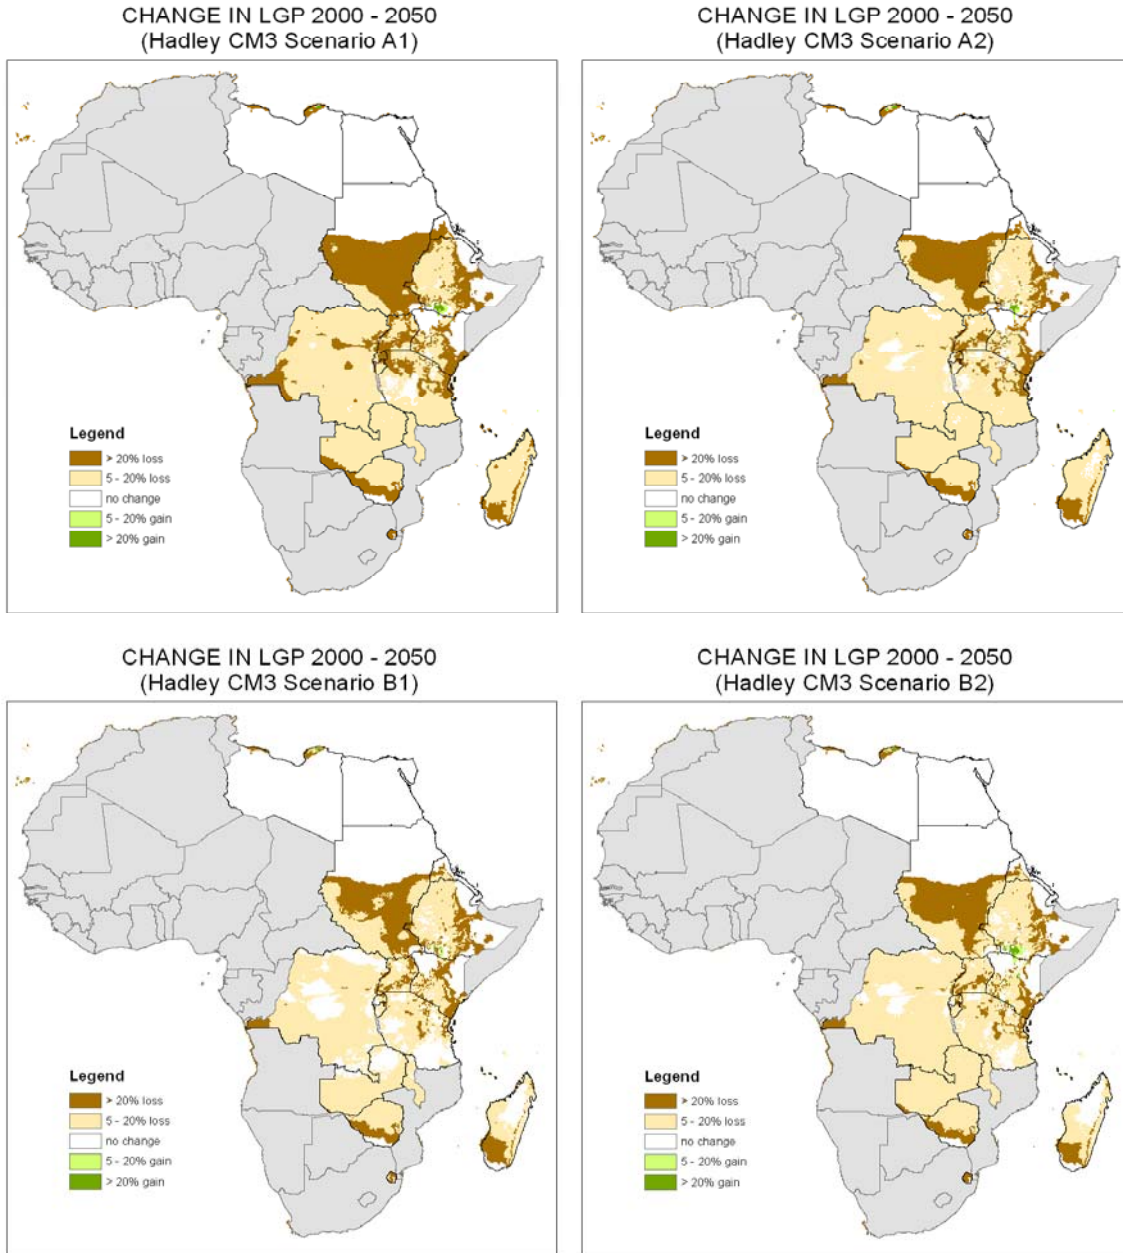 CHANGE IN LGP 2000 - 2050
(Hadley CM3 Scenario A1)
Legend
> 20% loss
5 - 20% loss
no change
5 - 20% gain
> 20% gain
CHANGE IN LGP 2000 - 2050
(Hadley CM3 Scenario A2)
Legend
> 20% loss
5 - 20% loss
no change
5 - 20% gain
> 20% gain
CHANGE IN LGP 2000 - 2050
(Hadley CM3 Scenario B1)
Legend
> 20% loss
5 - 20% loss
no change
5 - 20% gain
> 20% gain
CHANGE IN LGP 2000 - 2050
(Hadley CM3 Scenario B2)
Legend
> 20% loss
5 - 20% loss
no change
5 - 20% gain
> 20% gain